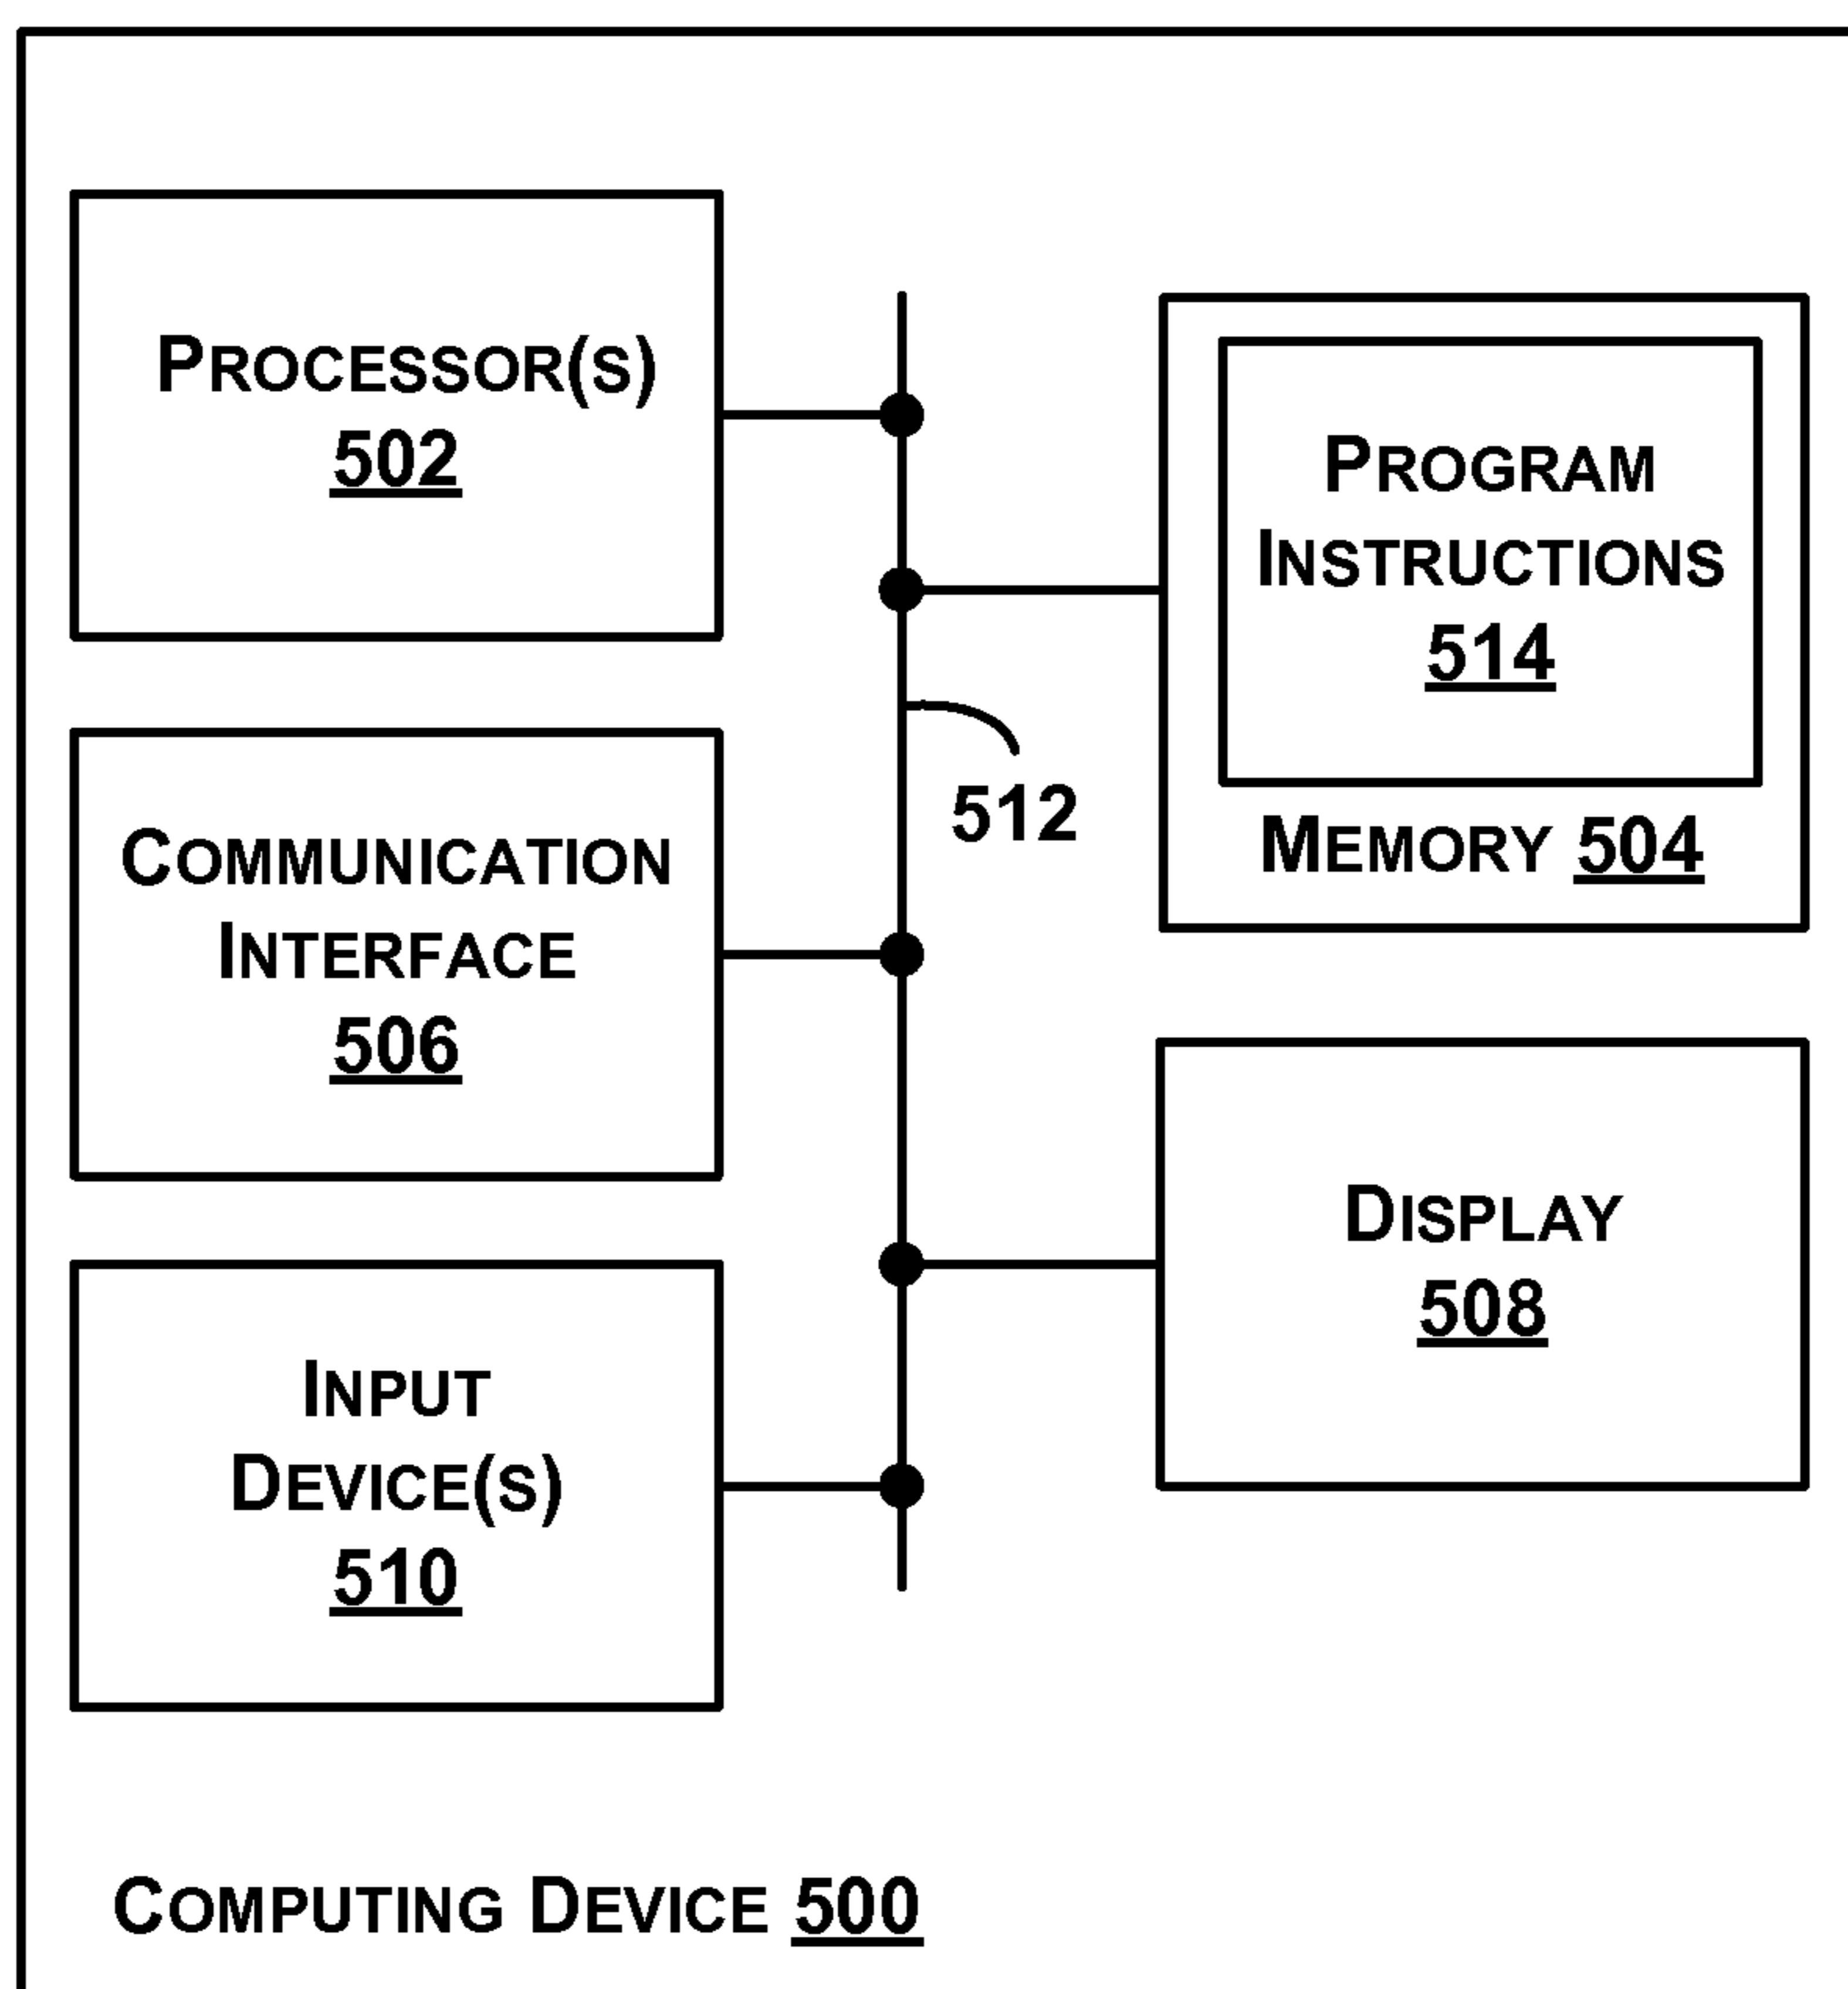 PROCESSOR(S)
502
PROGRAM
INSTRUCTIONS
514
MEMORY 504
512
COMMUNICATION
INTERFACE
506
DISPLAY
508
INPUT
DEVICE(S)
510
COMPUTING DEVICE 500